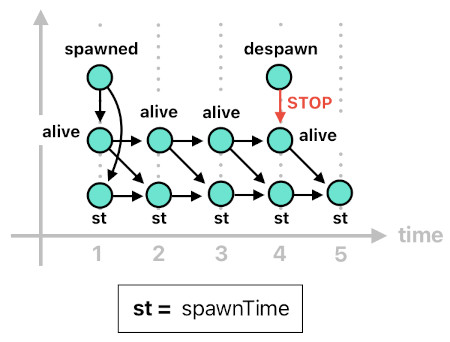 spawned
despawn
STOP
alive
alive
alive
alive
st
st
st
st
st
time
1
2
3
4
5
st = spawnTime